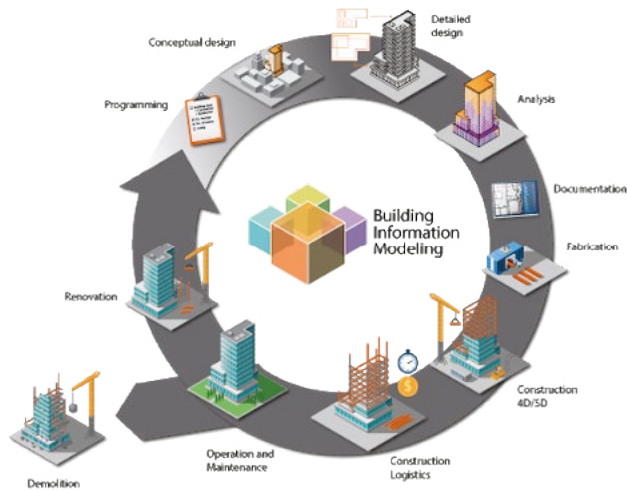 Conceptual design
Detailed
design
Programming
Analysis
Documentation
Building
Information
Modeling
Fabrication
Renovation
Construction
4D/5D
Operation and
Maintenance
Construction
Logistics
Demolition